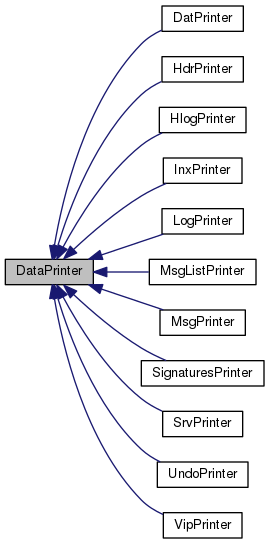 DatPrinter
HdrPrinter
HlogPrinter
InxPrinter
LogPrinter
DataPrinter
MsgListPrinter
MsgPrinter
SignaturesPrinter
SrvPrinter
UndoPrinter
VipPrinter